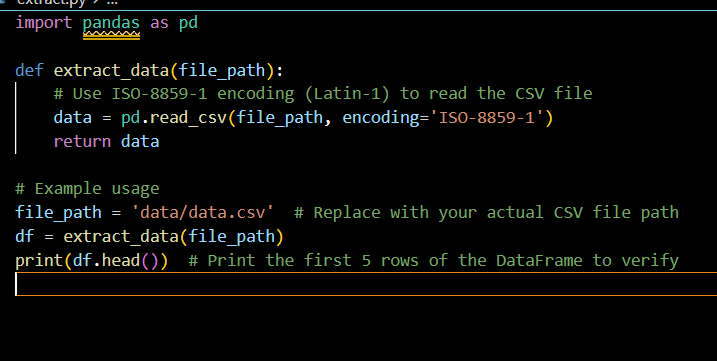 extract.py > ...
import pandas as pd
def extract_data(file_path):
    # Use ISO-8859-1 encoding (Latin-1) to read the CSV file
    data = pd.read_csv(file_path, encoding='ISO-8859-1')
    return data
# Example usage
file_path = 'data/data.csv'  # Replace with your actual CSV file path
df = extract_data(file_path)
print(df.head())  # Print the first 5 rows of the DataFrame to verify